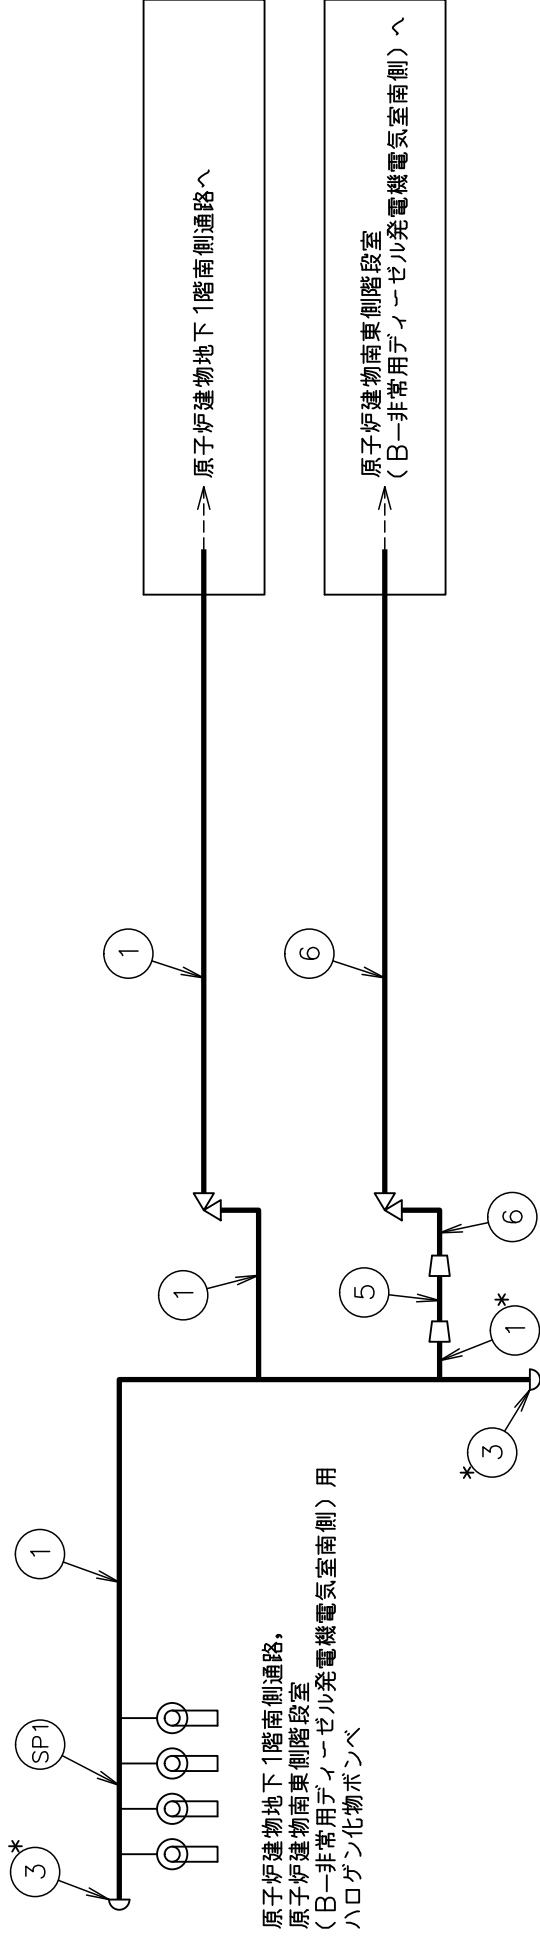 3
*
SP1
1
原子炉建物地下1階南側通路，
原子炉建物南東側階段室
（B－非常用ディーゼル発電機電気室南側）用
ハロゲン化物ボンベ
1
1
原子炉建物地下1階南側通路へ
3
*
1
*
5
6
6
原子炉建物南東側階段室
（B－非常用ディーゼル発電機電気室南側）へ